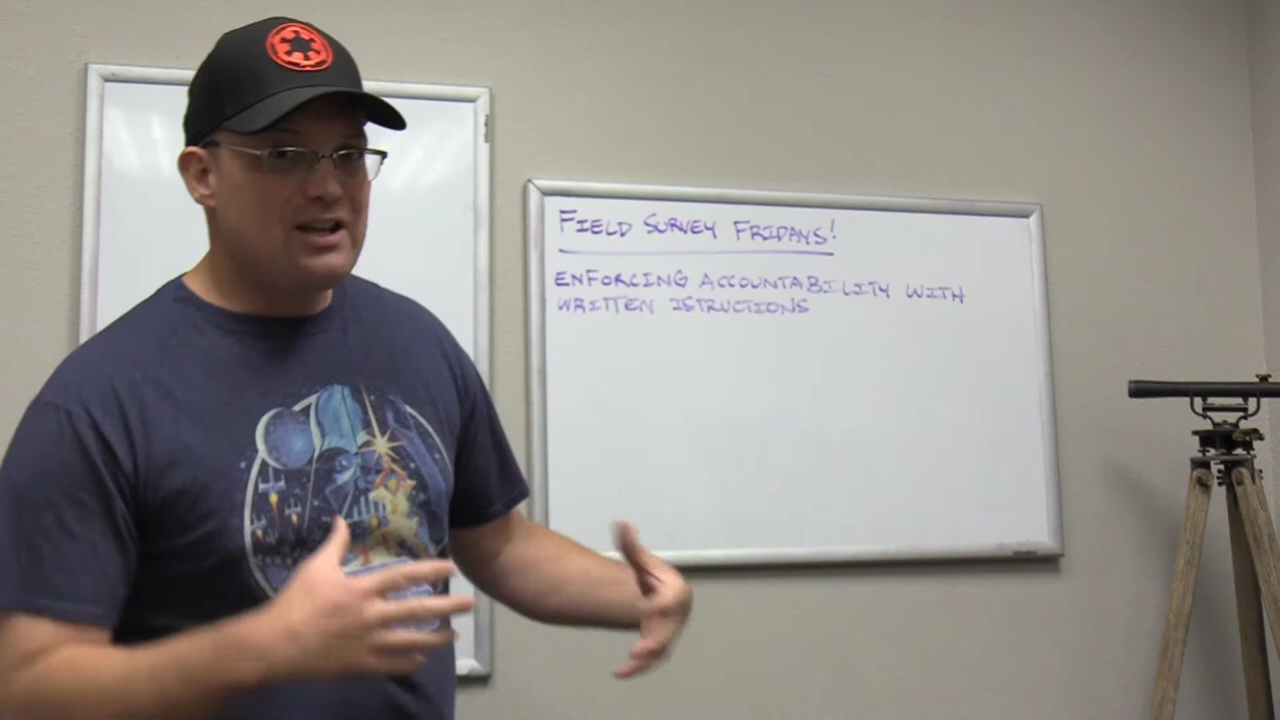 FIELD SURVEY FRIDAYS!
ENFORCING ACCOUNTABILITY WITH
WRITTEN ISTRUCTIONS